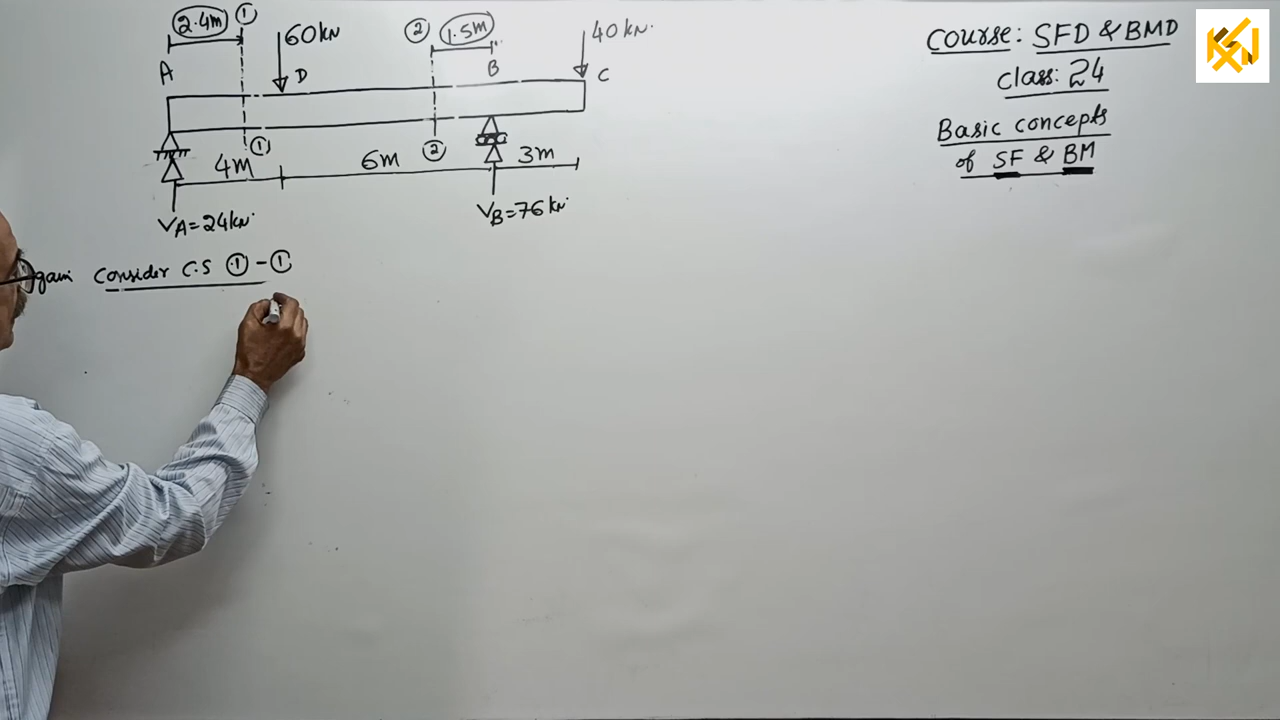 2.4m ①
60kN
② 1.5m
40kN.
A
D
B
C
①
②
4m
6m
3m
VA=24kN.
VB=76kN.
Again Consider C.S ①-①
Course: SFD & BMD
Class: 24
Basic concepts
of SF & BM